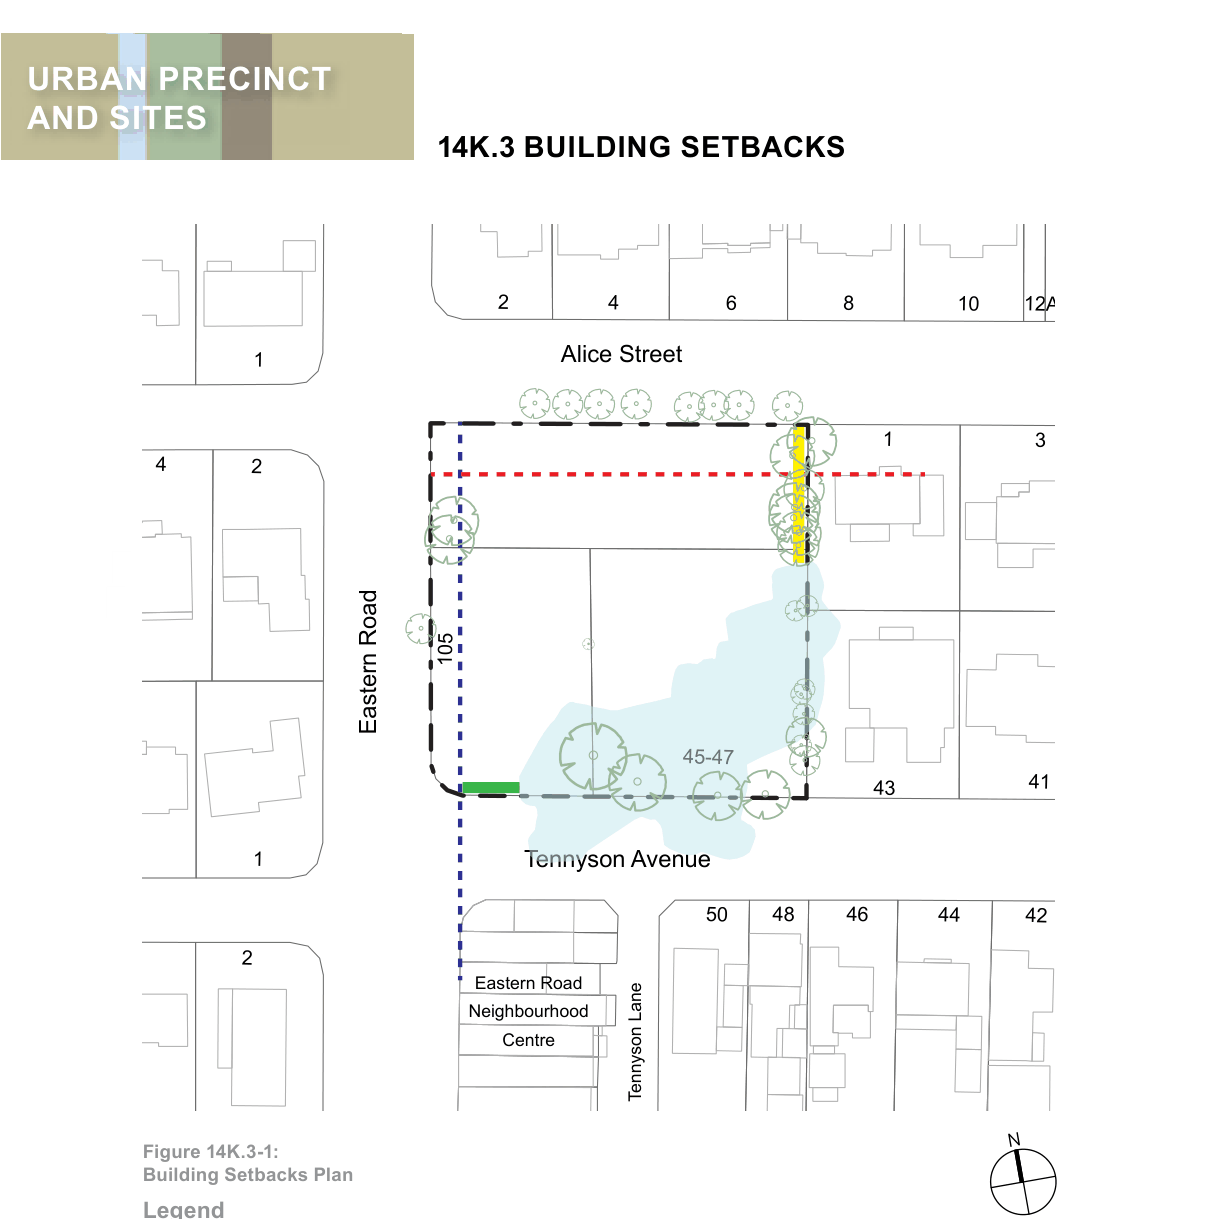 URBAN PRECINCT
AND SITES
14K.3 BUILDING SETBACKS
2
4
6
8
10
12A
1
Alice Street
4
2
1
3
Eastern Road
105
45-47
43
41
1
Tennyson Avenue
50
48
46
44
42
2
Eastern Road
Neighbourhood
Centre
Tennyson Lane
Figure 14K.3-1:
Building Setbacks Plan
N
Legend